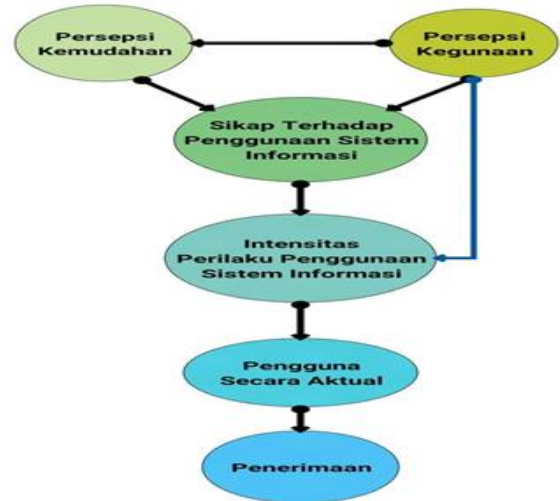 Persepsi
Kemudahan
Persepsi
Kegunaan
Sikap Terhadap
Penggunaan Sistem
Informasi
Intensitas
Perilaku Penggunaan
Sistem Informasi
Pengguna
Secara Aktual
Penerimaan